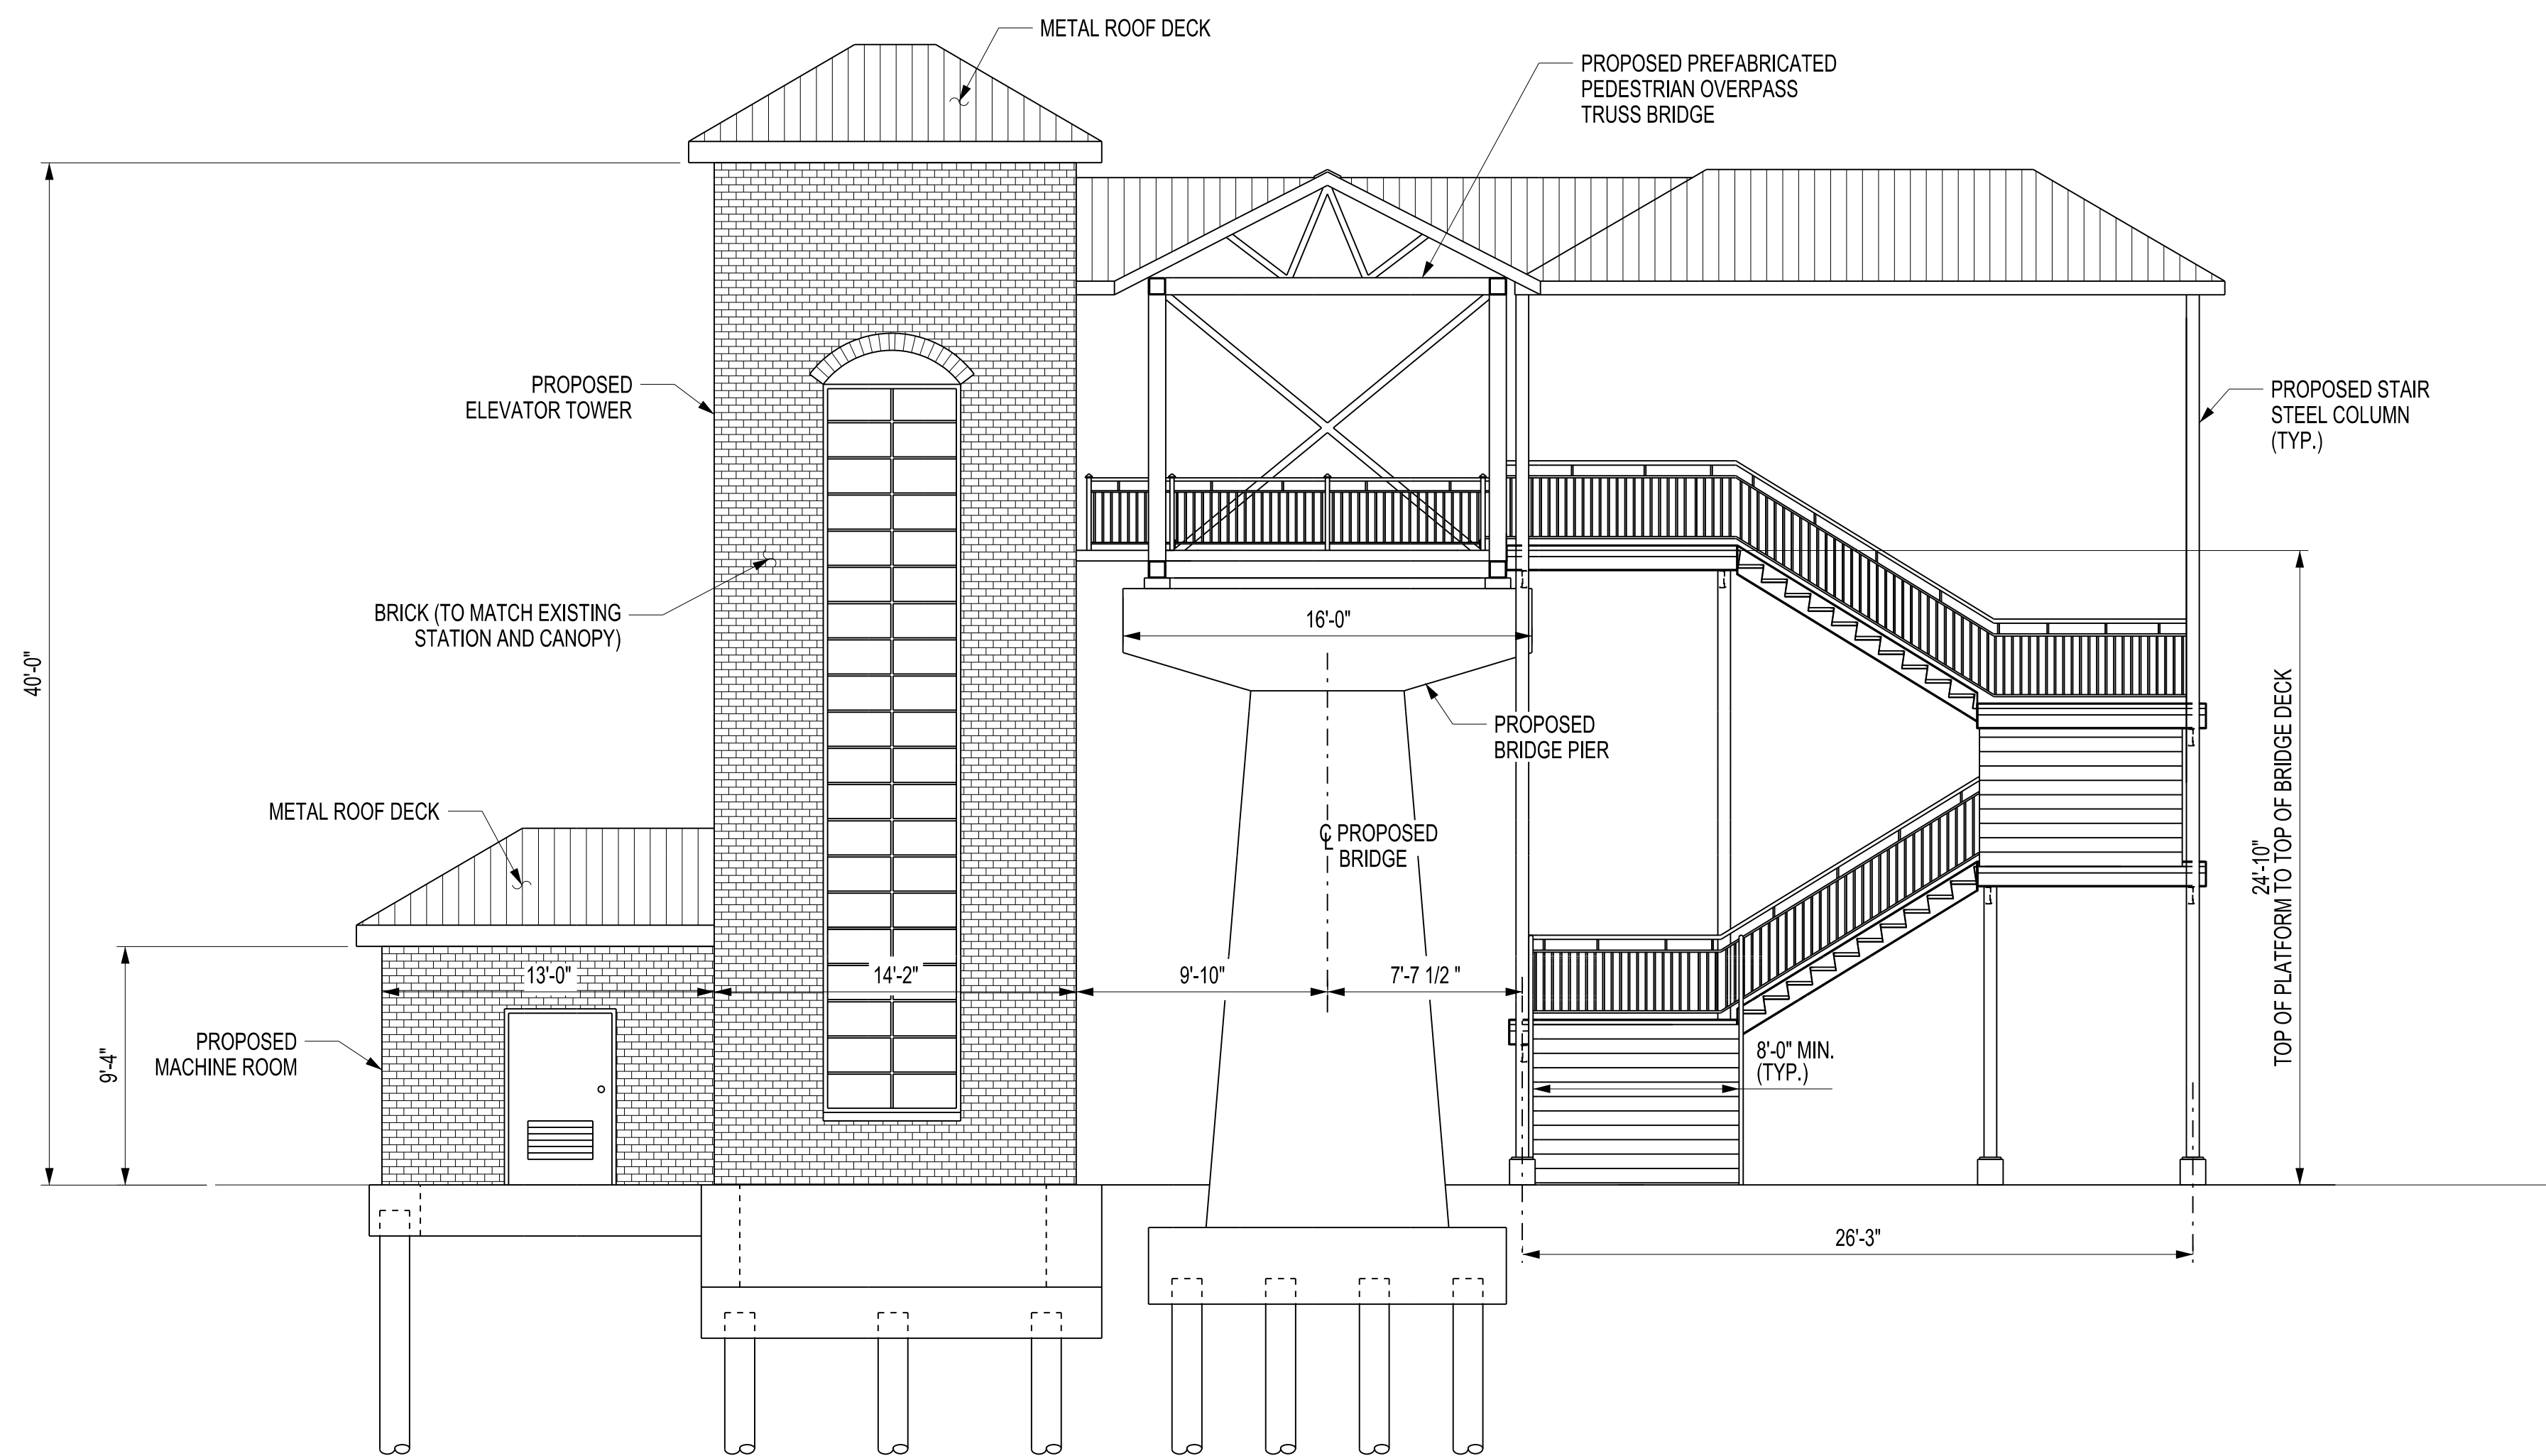 METAL ROOF DECK
PROPOSED PREFABRICATED
PEDESTRIAN OVERPASS
TRUSS BRIDGE
PROPOSED
ELEVATOR TOWER
PROPOSED STAIR
STEEL COLUMN
(TYP.)
BRICK (TO MATCH EXISTING
STATION AND CANOPY)
16'-0"
40'-0"
PROPOSED
BRIDGE PIER
METAL ROOF DECK
℄ PROPOSED
BRIDGE
24'-10"
TOP OF PLATFORM TO TOP OF BRIDGE DECK
13'-0"
14'-2"
9'-10"
7'-7 1/2 "
PROPOSED
MACHINE ROOM
9'-4"
8'-0" MIN.
(TYP.)
26'-3"